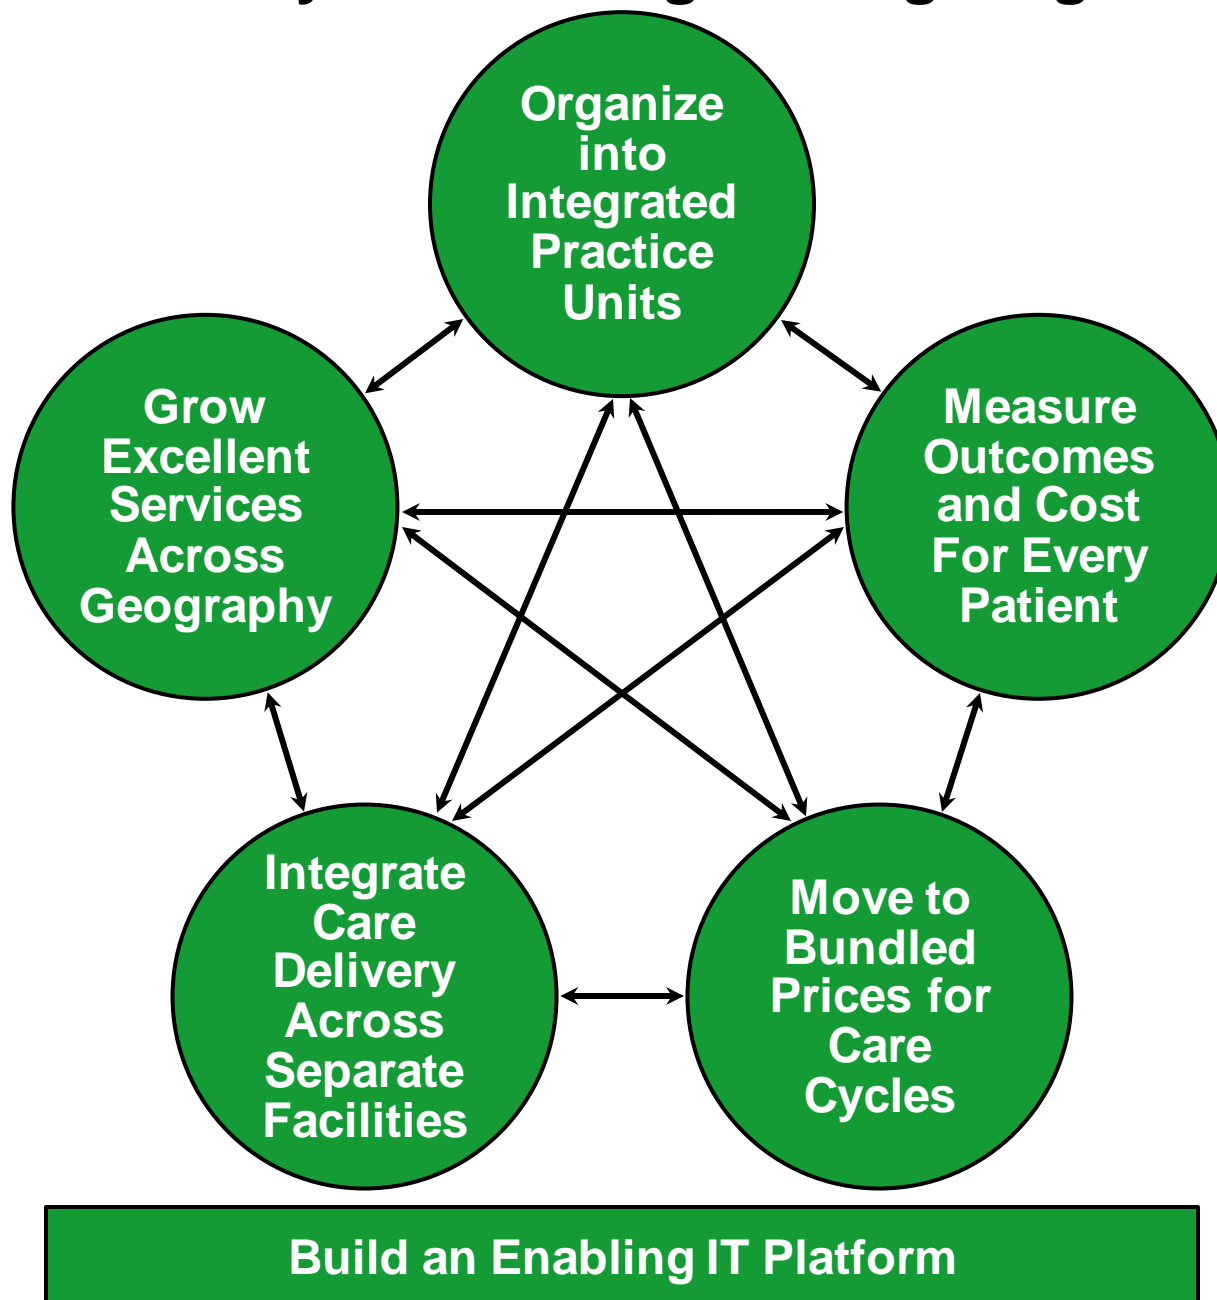 Organize
into
Integrated
Practice
Units
Grow
Excellent
Services
Across
Geography
Measure
Outcomes
and Cost
For Every
Patient
Integrate
Care
Delivery
Across
Separate
Facilities
Move to
Bundled
Prices for
Care
Cycles
Build an Enabling IT Platform